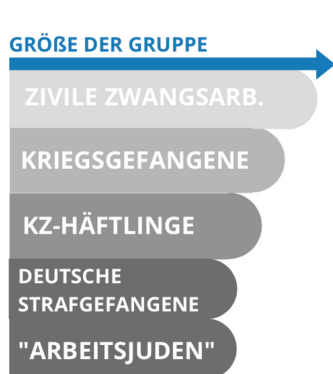 GRÖßE DER GRUPPE
ZIVILE ZWANGSARB.
KRIEGSGEFANGENE
KZ-HÄFTLINGE
DEUTSCHE
STRAFGEFANGENE
"ARBEITSJUDEN"